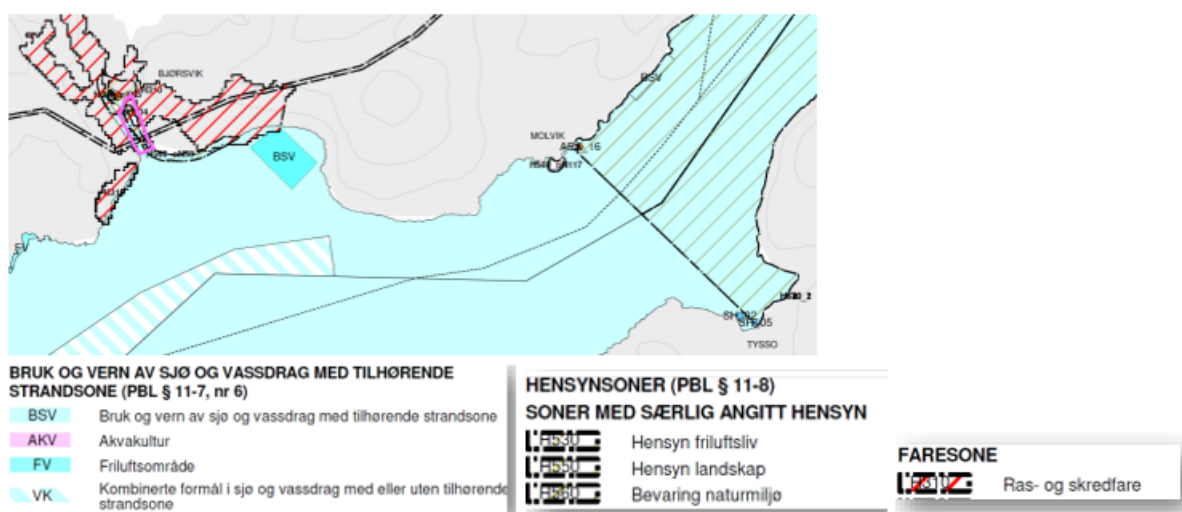 BJØRSVIK
BSV
MOLVIK
BSV
FV
TYSSO
BRUK OG VERN AV SJØ OG VASSDRAG MED TILHØRENDE
STRANDSONE (PBL § 11-7, nr 6)
BSV Bruk og vern av sjø og vassdrag med tilhørende strandsone
AKV Akvakultur
FV Friluftsområde
VK Kombinerte formål i sjø og vassdrag med eller uten tilhørende
strandsone
HENSYNSONER (PBL § 11-8)
SONER MED SÆRLIG ANGITT HENSYN
H530 Hensyn friluftsliv
H550 Hensyn landskap
H560 Bevaring naturmiljø
FARESONE
H310 Ras- og skredfare